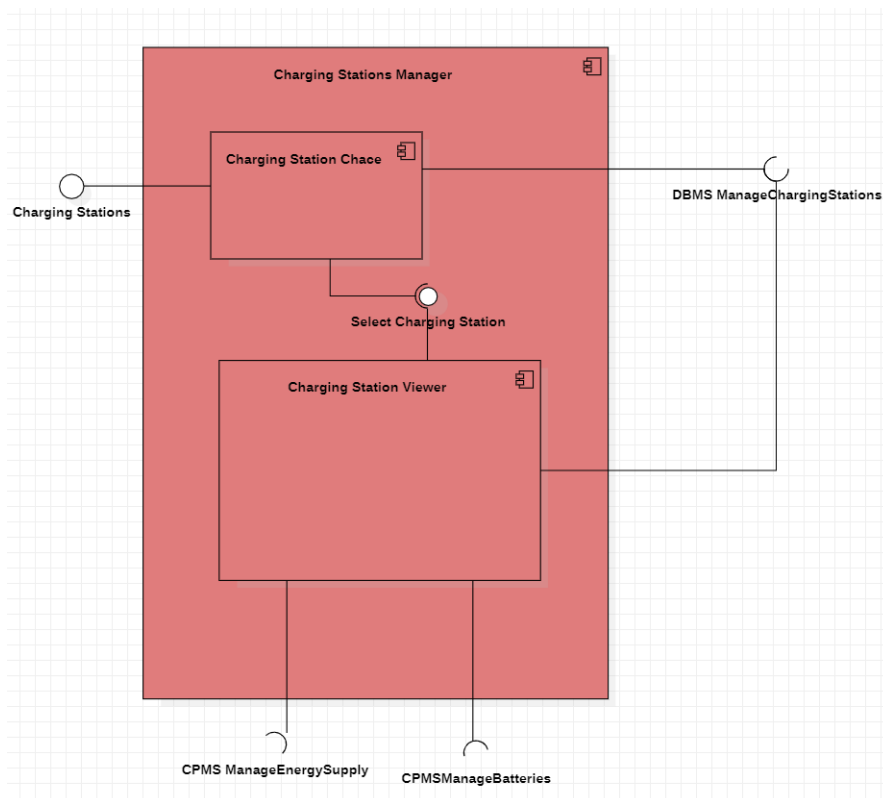 Charging Stations Manager
Charging Station Chace
Charging Stations
DBMS ManageChargingStations
Select Charging Station
Charging Station Viewer
CPMS ManageEnergySupply
CPMSManageBatteries